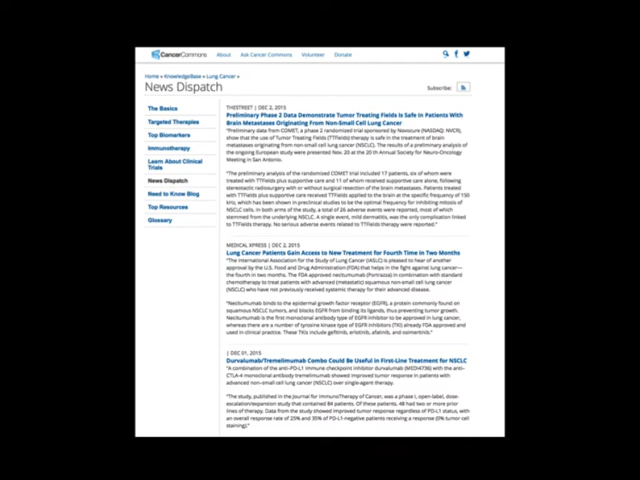 CancerCommons
About
Ask Cancer Commons
Volunteer
Donate
Home » KnowledgeBase » Lung Cancer »
News Dispatch
Subscribe:
The Basics
Targeted Therapies
Top Biomarkers
Immunotherapy
Learn About Clinical
Trials
News Dispatch
Need to Know Blog
Top Resources
Glossary
THESTREET | DEC 2, 2015
Preliminary Phase 2 Data Demonstrate Tumor Treating Fields is Safe in Patients With
Brain Metastases Originating From Non-Small Cell Lung Cancer
"Preliminary data from COMET, a phase 2 randomized trial sponsored by Novocure (NASDAQ: NVCR),
show that the use of Tumor Treating Fields (TTFields) therapy is safe in the treatment of brain
metastases from non-small cell lung cancer (NSCLC). The results of a preliminary analysis of
the ongoing European study were presented Nov. 20 at the 20 th Annual Society for Neuro-Oncology
Meeting in San Antonio.
"The preliminary analysis of the randomized COMET trial included 17 patients, six of whom were
treated with TTFields plus supportive care and 11 of whom received supportive care alone, following
stereotactic radiosurgery with or without surgical resection of the brain metastases. Patients treated
with TTFields plus supportive care received TTFields applied to the brain at the specific frequency of 150
kHz, which has been shown in preclinical studies to be the optimal frequency for inhibiting mitosis of
NSCLC cells. In both arms of the study, a total of 26 adverse events were reported, most of which
stemmed from the underlying NSCLC. A single event, mild dermatitis, was the only complication linked
to TTFields therapy. No serious adverse events related to TTFields therapy were reported."
MEDICAL XPRESS | DEC 2, 2015
Lung Cancer Patients Gain Access to New Treatment for Fourth Time in Two Months
"The International Association for the Study of Lung Cancer (IASLC) is pleased to hear of another
approval by the U.S. Food and Drug Administration (FDA) that helps in the fight against lung cancer—
the fourth in two months. The FDA approved necitumumab (Portrazza) in combination with standard
chemotherapy to treat patients with advanced (metastatic) squamous non-small cell lung cancer
(NSCLC) who have not previously received systemic therapy for their advanced disease.
"Necitumumab binds to the epidermal growth factor receptor (EGFR), a protein commonly found on
squamous NSCLC tumors, and blocks EGFR from binding its ligands, thus preventing tumor growth.
Necitumumab is the first monoclonal antibody type of EGFR inhibitor to be approved in lung cancer,
whereas there are a number of tyrosine kinase type of EGFR inhibitors (TKI) already FDA approved and
used in clinical practice. These TKIs include gefitinib, erlotinib, afatinib, and osimertinib."
| DEC 01, 2015
Durvalumab/Tremelimumab Combo Could Be Useful in First-Line Treatment for NSCLC
"A combination of the anti–PD-L1 immune checkpoint inhibitor durvalumab (MEDI4736) with the anti–
CTLA-4 monoclonal antibody tremelimumab showed improved tumor response in patients with
advanced non–small cell lung cancer (NSCLC) over single-agent therapy.
"The study, published in the Journal for ImmunoTherapy of Cancer, was a phase I, open-label, dose-
escalation/expansion study that contained 84 patients. Of these patients, 48 had two or more prior
lines of therapy. Data from the study showed improved tumor response regardless of PD-L1 status, with
an overall response rate of 25% and 35% of PD-L1-negative patients receiving a response (0% tumor cell
staining)."